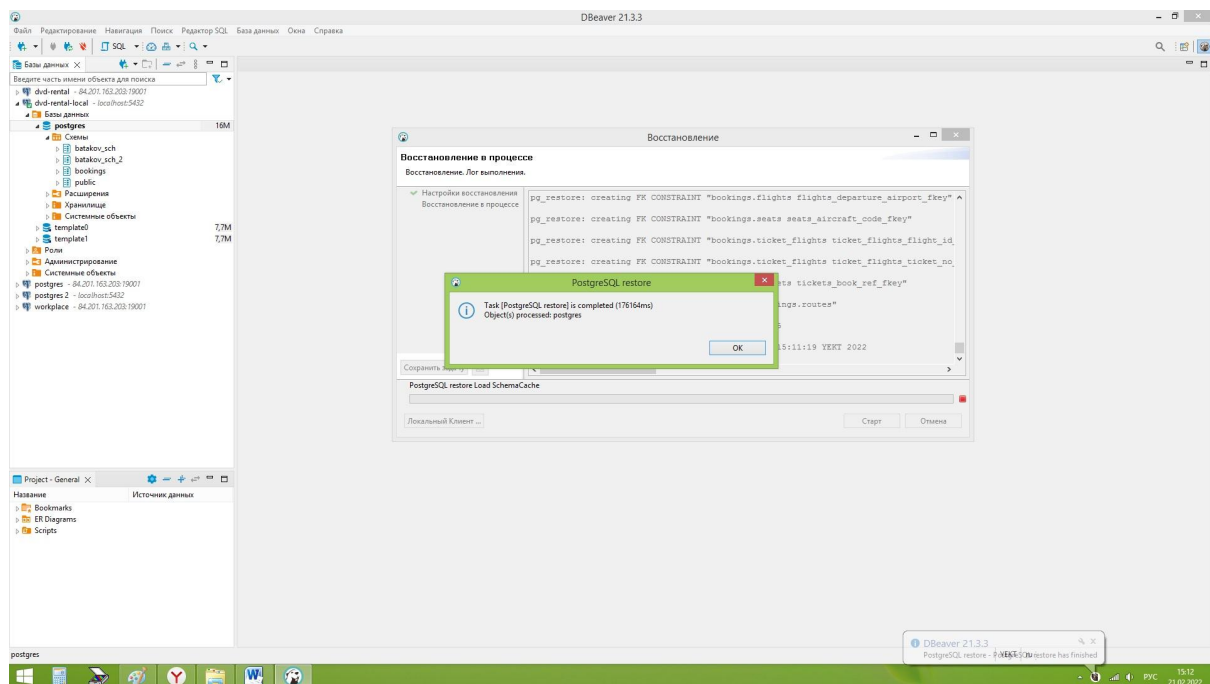 DBeaver 21.3.3
Файл Редактирование Навигация Поиск Редактор SQL База данных Окна Справка
SQL
Базы данных
Введите часть имени объекта для поиска
dvd-rental - 84.201.163.203:19001
dvd-rental-local - localhost:5432
Базы данных
postgres 16M
Схемы
batakov_sch
batakov_sch_2
bookings
public
Расширения
Хранилище
Системные объекты
template0 7,7M
template1 7,7M
Роли
Администрирование
Системные объекты
postgres - 84.201.163.203:19001
postgres 2 - localhost:5432
workplace - 84.201.163.203:19001
Восстановление
Восстановление в процессе
Восстановление. Лог выполнения.
Настройки восстановления
Восстановление в процессе
pg_restore: creating FK CONSTRAINT "bookings.flights flights_departure_airport_fkey"
pg_restore: creating FK CONSTRAINT "bookings.seats seats_aircraft_code_fkey"
pg_restore: creating FK CONSTRAINT "bookings.ticket_flights ticket_flights_flight_id_
pg_restore: creating FK CONSTRAINT "bookings.ticket_flights ticket_flights_ticket_no_
tickets_book_ref_fkey"
ngs.routes"
15:11:19 YEKT 2022
PostgreSQL restore
Task [PostgreSQL restore] is completed (176164ms)
Object(s) processed: postgres
OK
Сохранить
PostgreSQL restore Load SchemaCache
Локальный Клиент ...
Старт Отмена
Project - General
Название Источник данных
Bookmarks
ER Diagrams
Scripts
postgres
DBeaver 21.3.3
PostgreSQL restore - restore has finished
РУС
15:12
21.02.2022